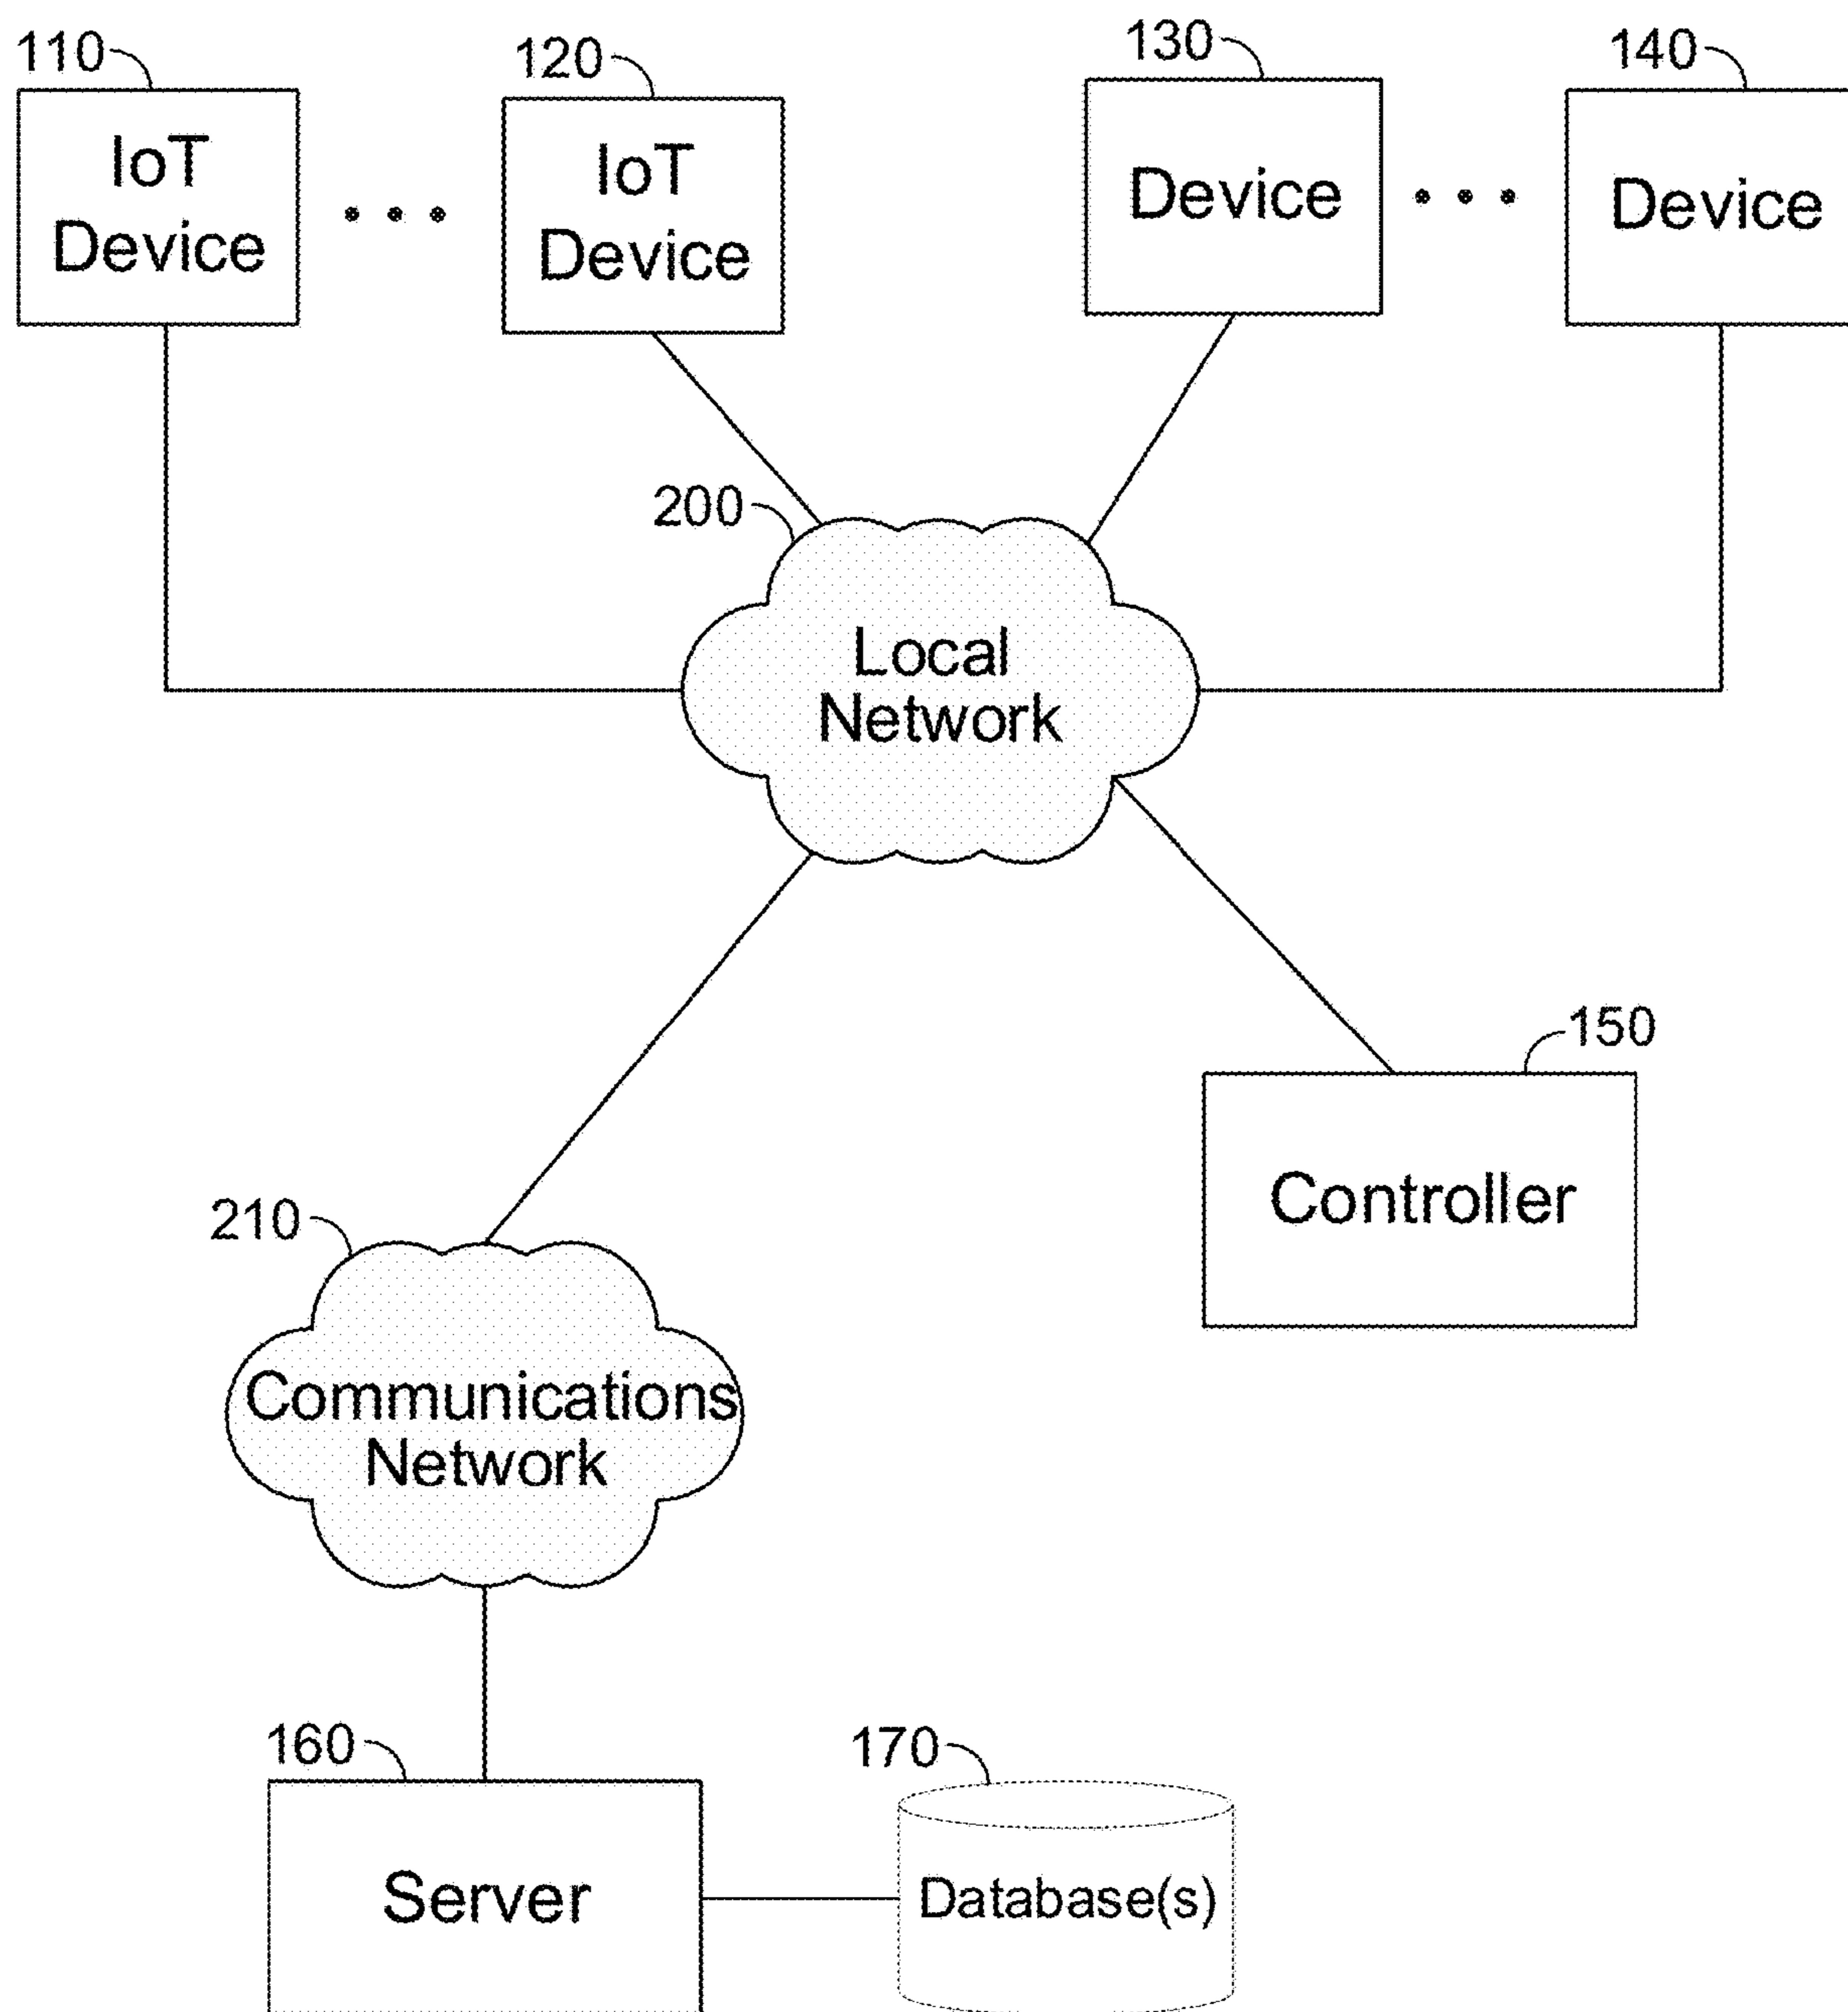 110
120
130
140
IoT
Device
IoT
Device
Device
Device
200
Local
Network
150
Controller
210
Communications
Network
160
170
Server
Database(s)